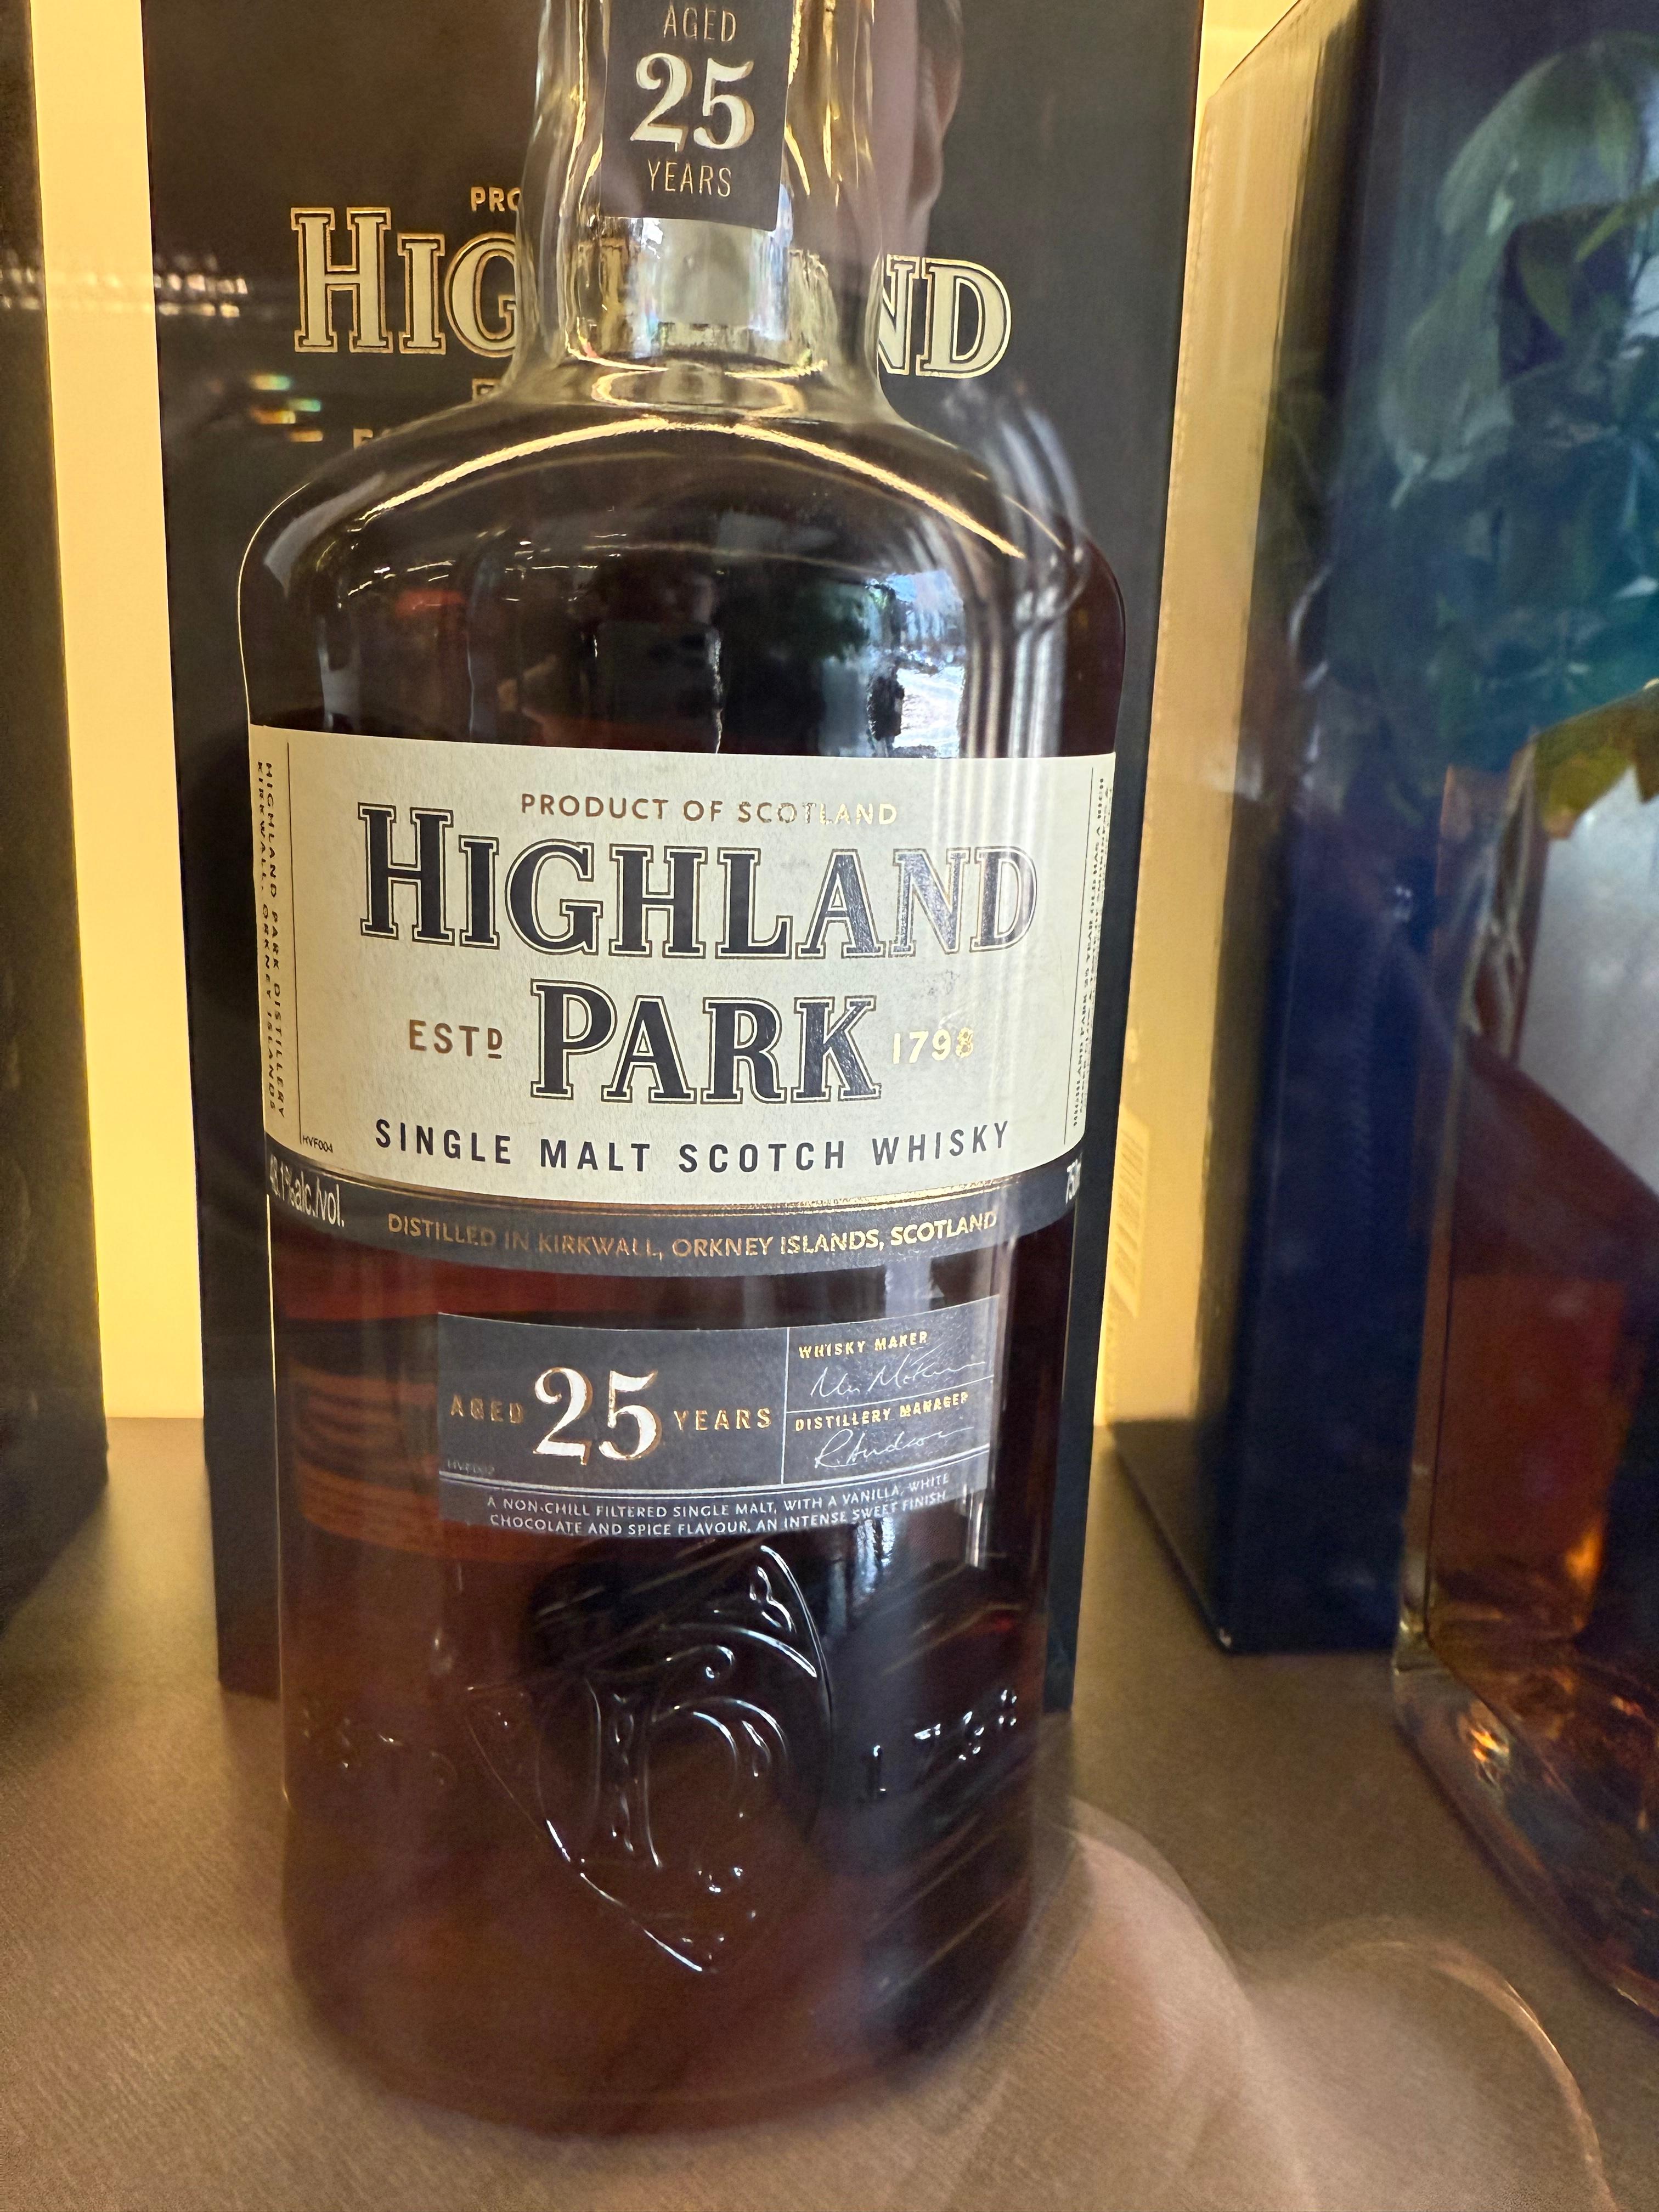 AGED
25
YEARS
HIGHLAND
PRODUCT OF SCOTLAND
HIGHLAND
ESTD PARK 1798
SINGLE MALT SCOTCH WHISKY
HIGHLAND PARK DISTILLERY
KIRKWALL, ORKNEY ISLANDS
HVF004
DISTILLED IN KIRKWALL, ORKNEY ISLANDS, SCOTLAND
AGED 25 YEARS
WHISKY MAKER
DISTILLERY MANAGER
A NON-CHILL FILTERED SINGLE MALT, WITH A VANILLA, WHITE
CHOCOLATE AND SPICE FLAVOUR, AN INTENSE SWEET FINISH
1798